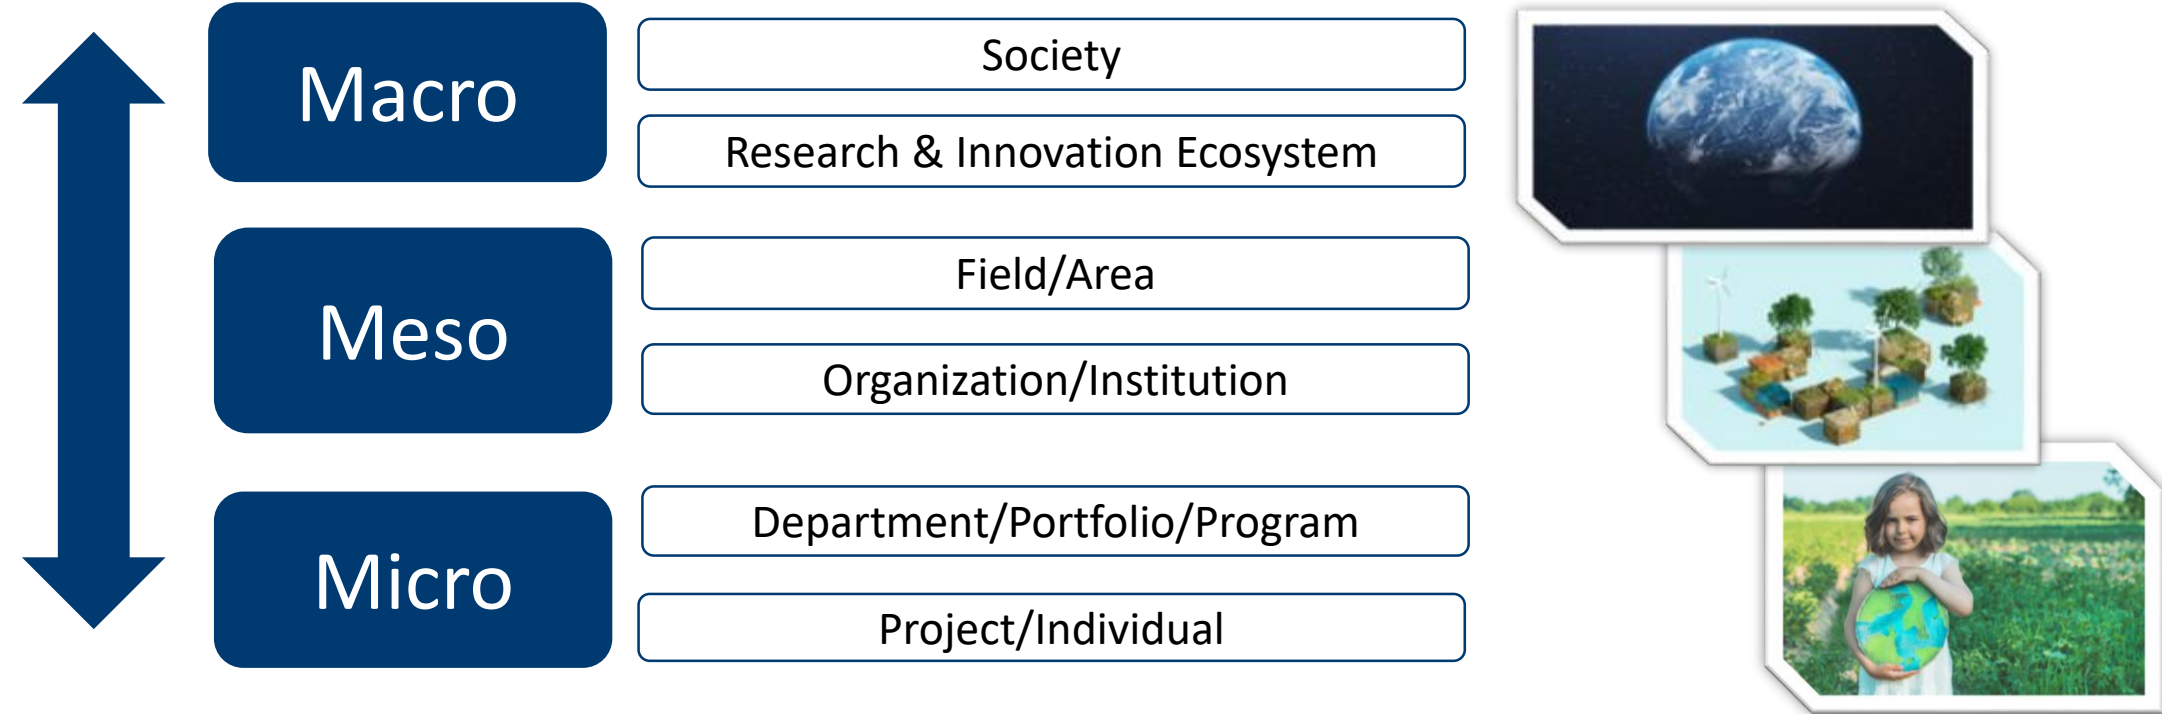 Macro
Society
Research & Innovation Ecosystem
Meso
Field/Area
Organization/Institution
Micro
Department/Portfolio/Program
Project/Individual